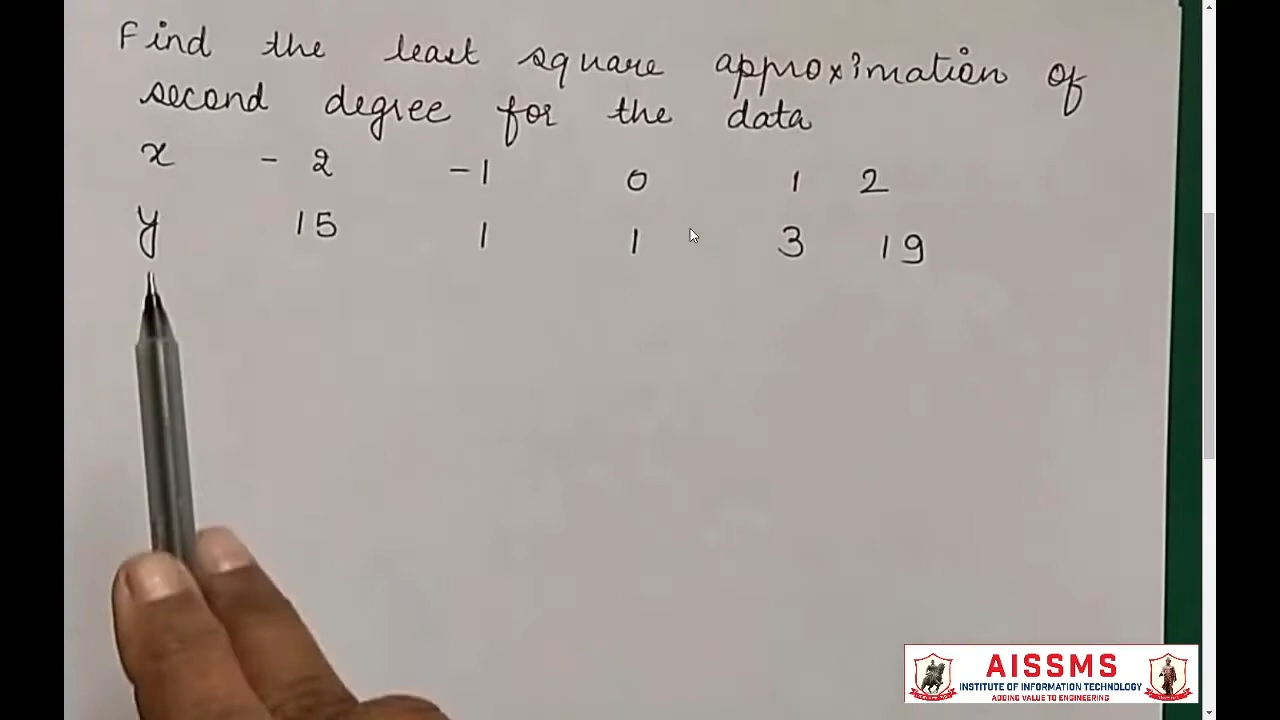 Find the least square approximation of
second degree for the data
x -2 -1 0 1 2
y 15 1 1 3 19
AISSMS
INSTITUTE OF INFORMATION TECHNOLOGY
ADDING VALUE TO ENGINEERING